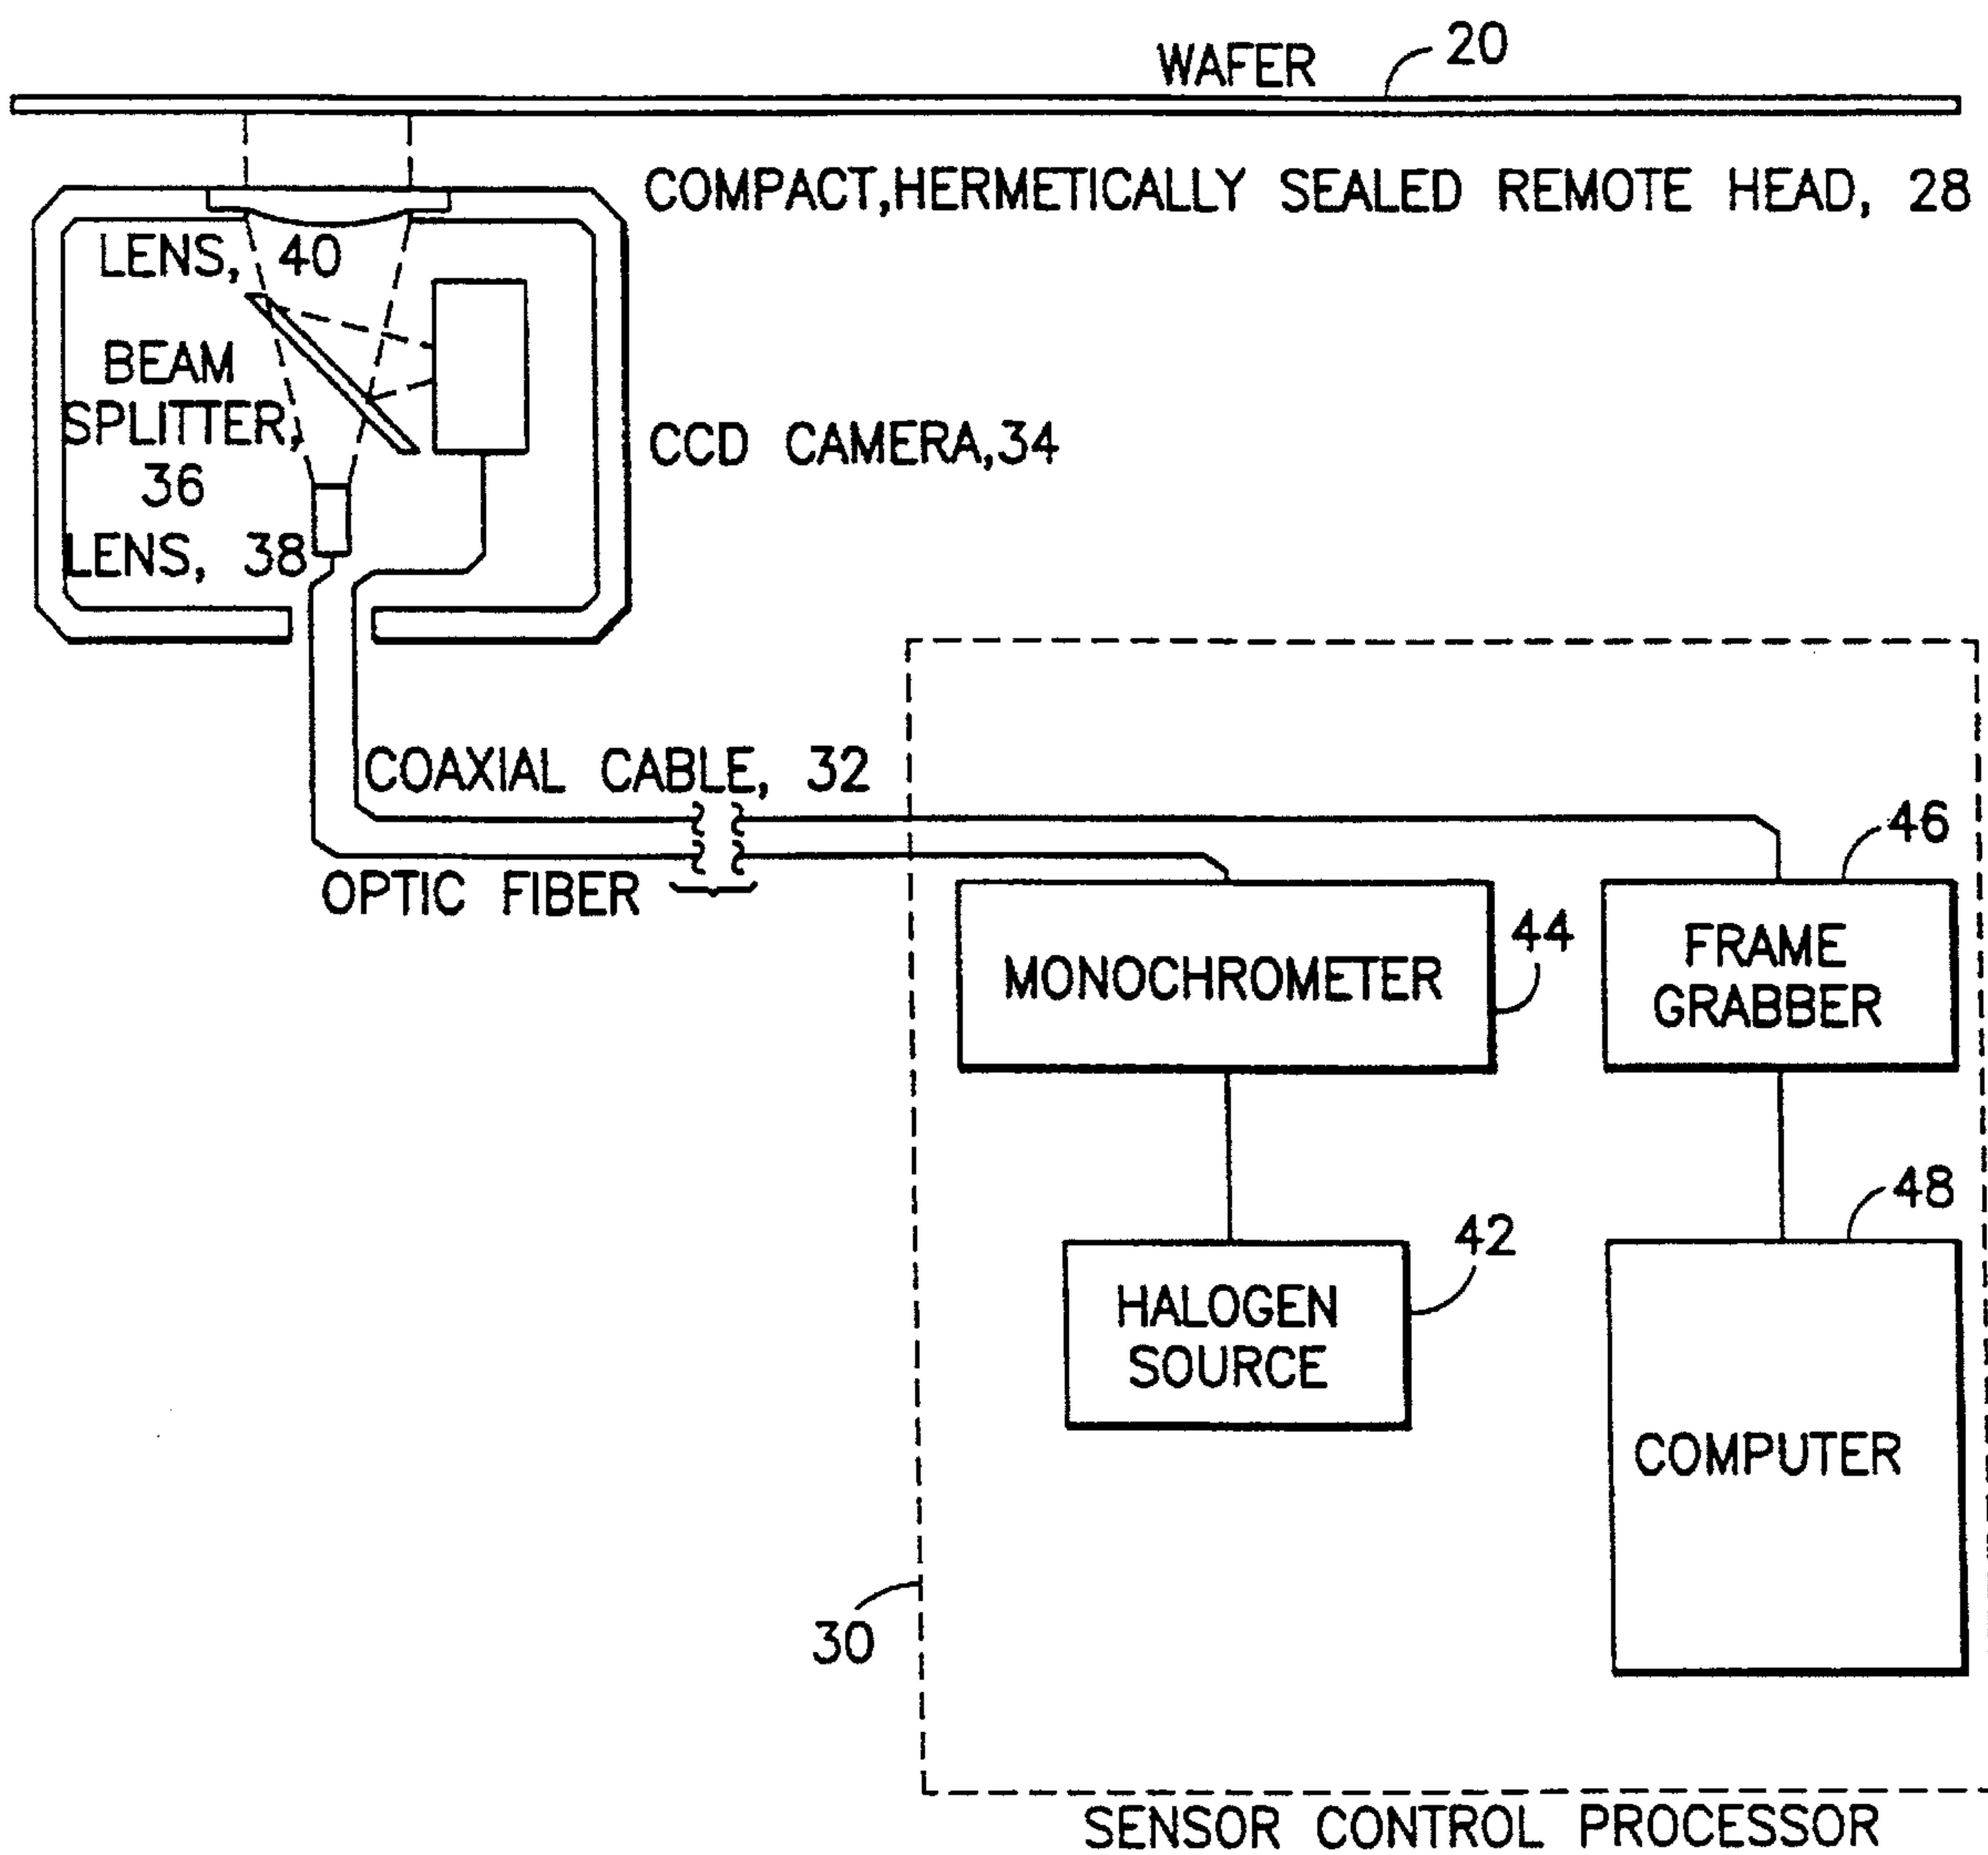 WAFER
20
COMPACT,HERMETICALLY SEALED REMOTE HEAD, 28
LENS, 40
BEAM
SPLITTER,
36
LENS, 38
CCD CAMERA,34
COAXIAL CABLE, 32
OPTIC FIBER
46
44
MONOCHROMETER
FRAME
GRABBER
42
48
HALOGEN
SOURCE
COMPUTER
30
SENSOR CONTROL PROCESSOR